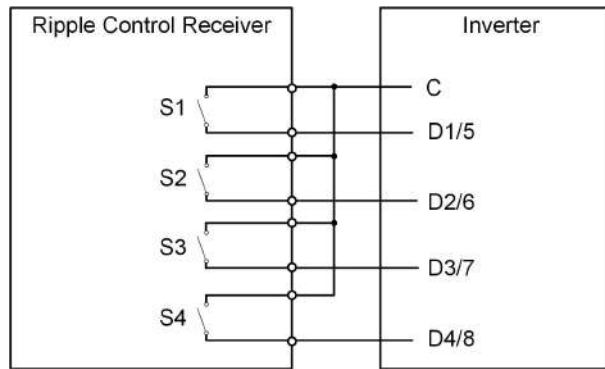 Ripple Control Receiver
Inverter
C
S1
D1/5
S2
D2/6
S3
D3/7
S4
D4/8